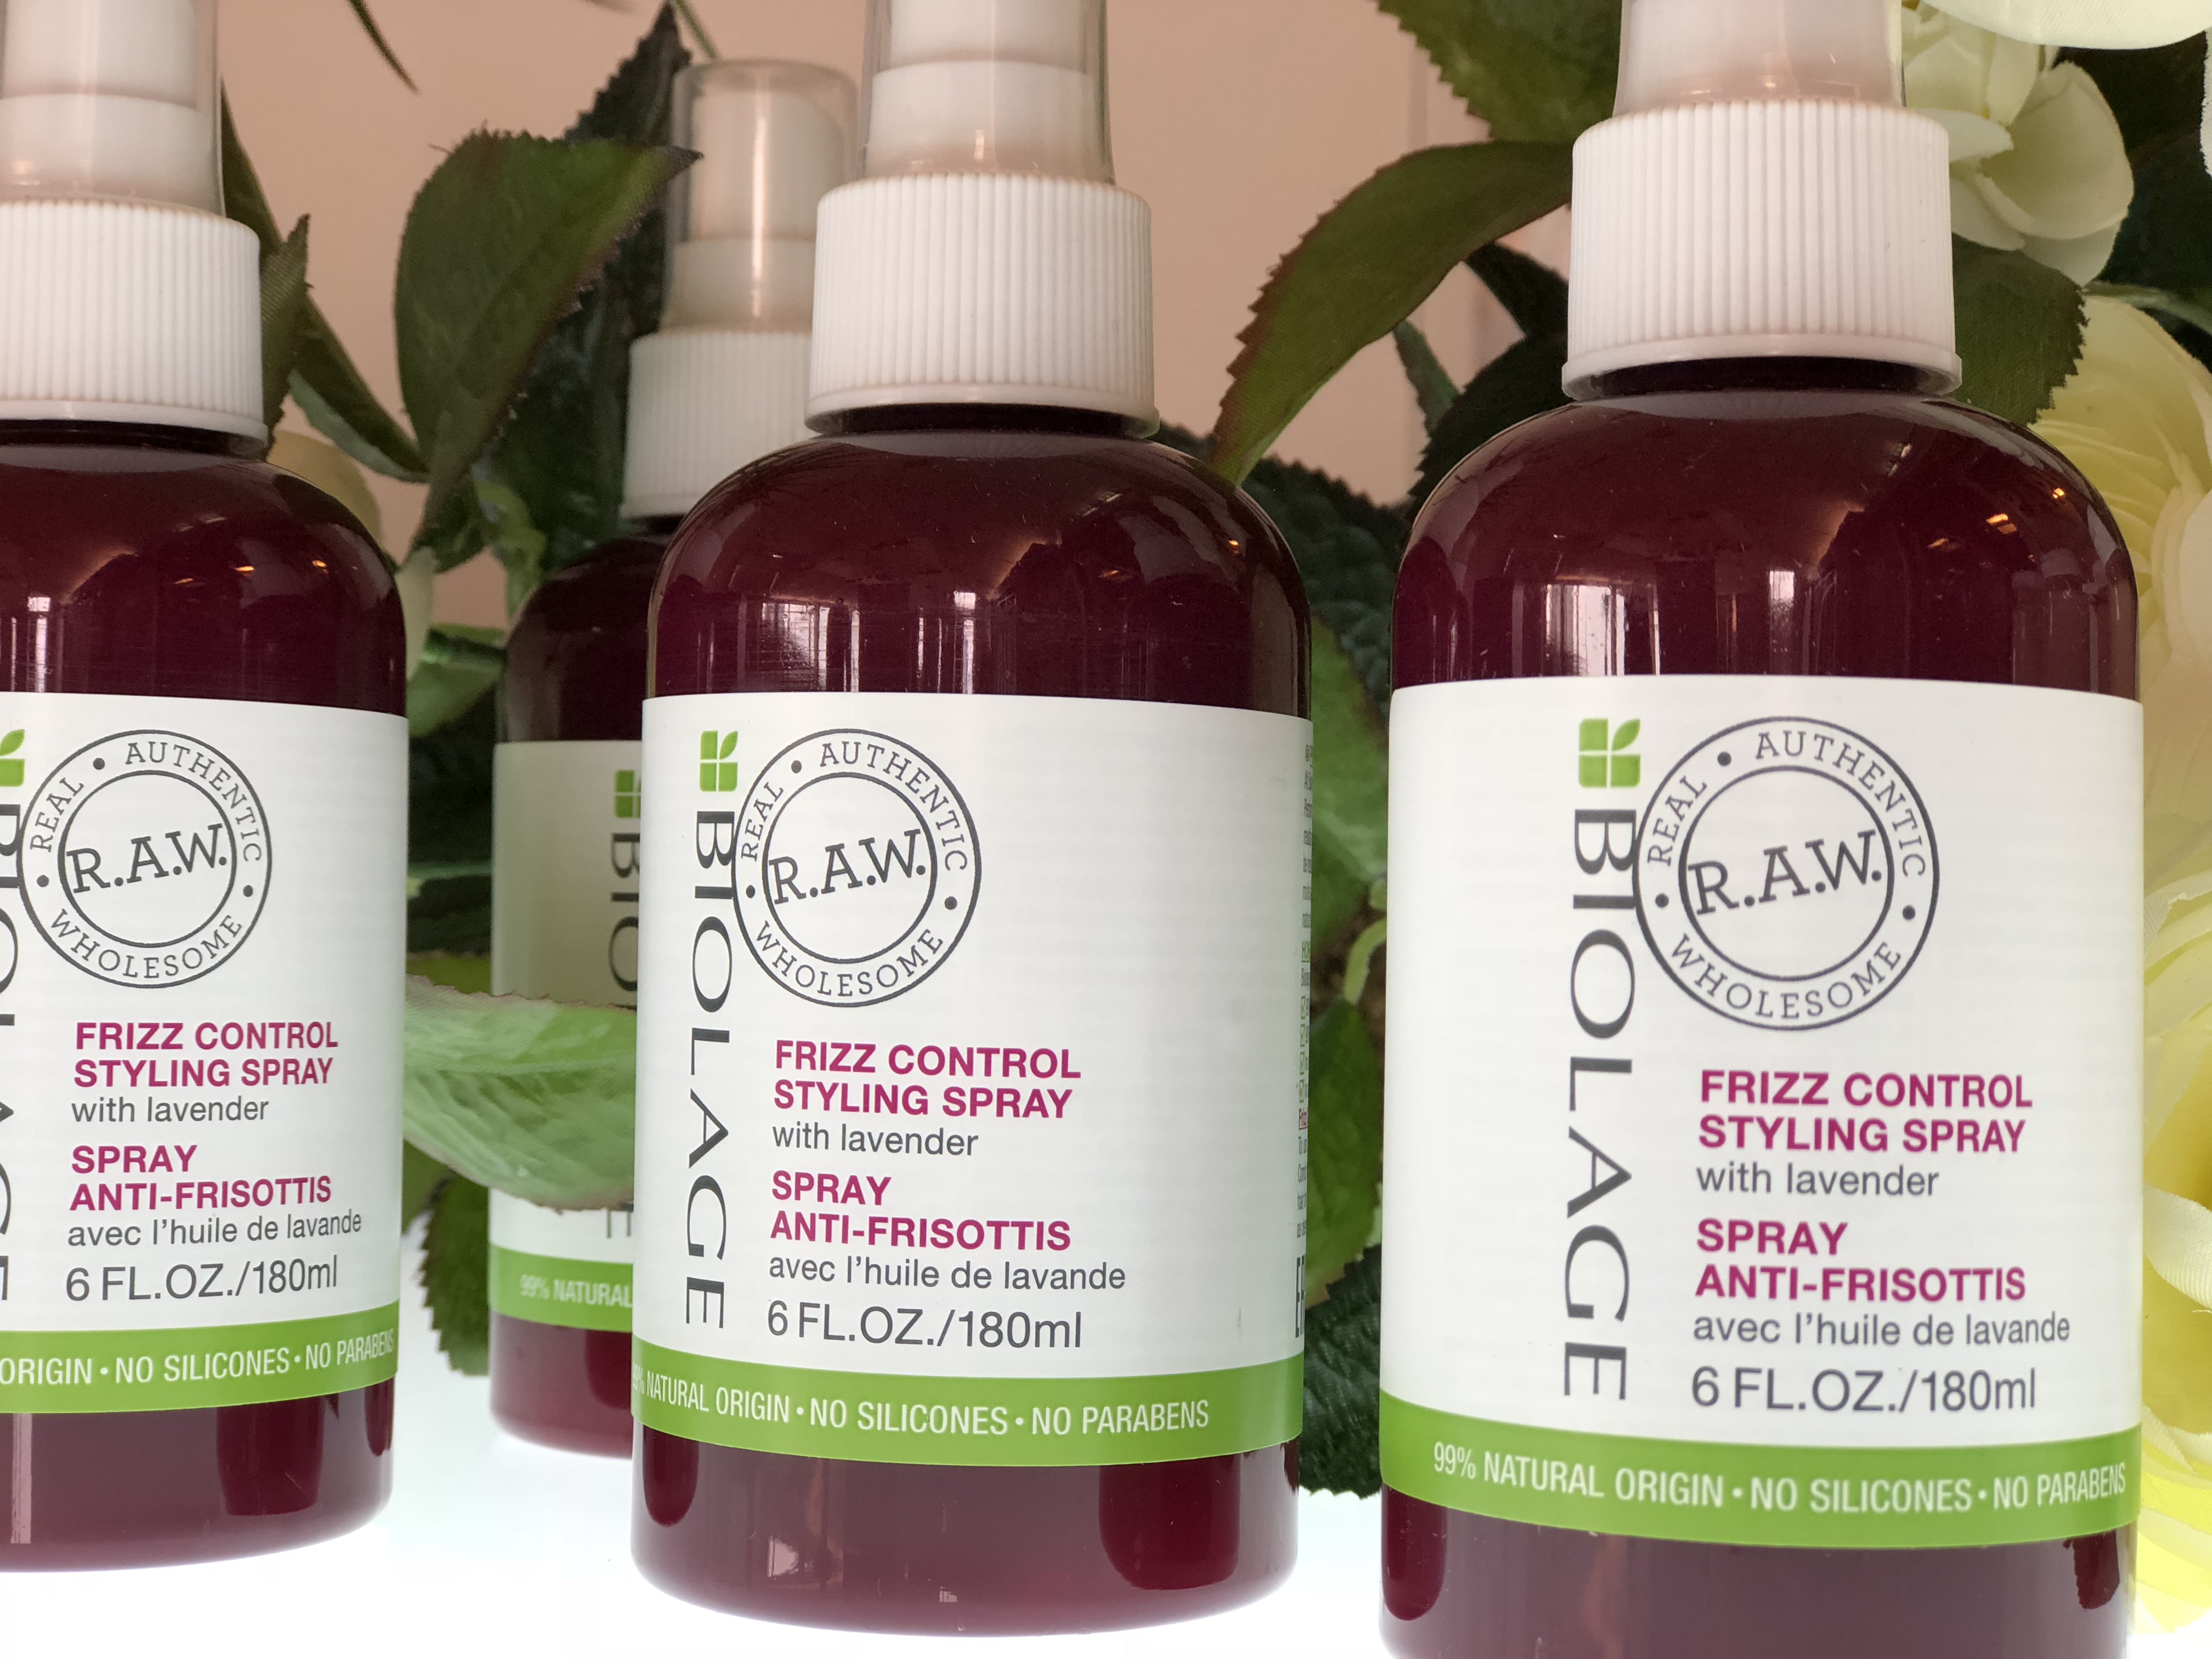 REAL • AUTHENTIC • WHOLESOME •
R.A.W.
FRIZZ CONTROL
STYLING SPRAY
with lavender
SPRAY
ANTI-FRISOTTIS
avec l'huile de lavande
6 FL.OZ./180ml
ORIGIN • NO SILICONES • NO PARABENS
99% NATURAL
BIOLAGE
REAL • AUTHENTIC • WHOLESOME •
R.A.W.
FRIZZ CONTROL
STYLING SPRAY
with lavender
SPRAY
ANTI-FRISOTTIS
avec l'huile de lavande
6 FL.OZ./180ml
NATURAL ORIGIN • NO SILICONES • NO PARABENS
BIOLAGE
REAL • AUTHENTIC • WHOLESOME •
R.A.W.
FRIZZ CONTROL
STYLING SPRAY
with lavender
SPRAY
ANTI-FRISOTTIS
avec l'huile de lavande
6 FL.OZ./180ml
99% NATURAL ORIGIN • NO SILICONES • NO PARABENS